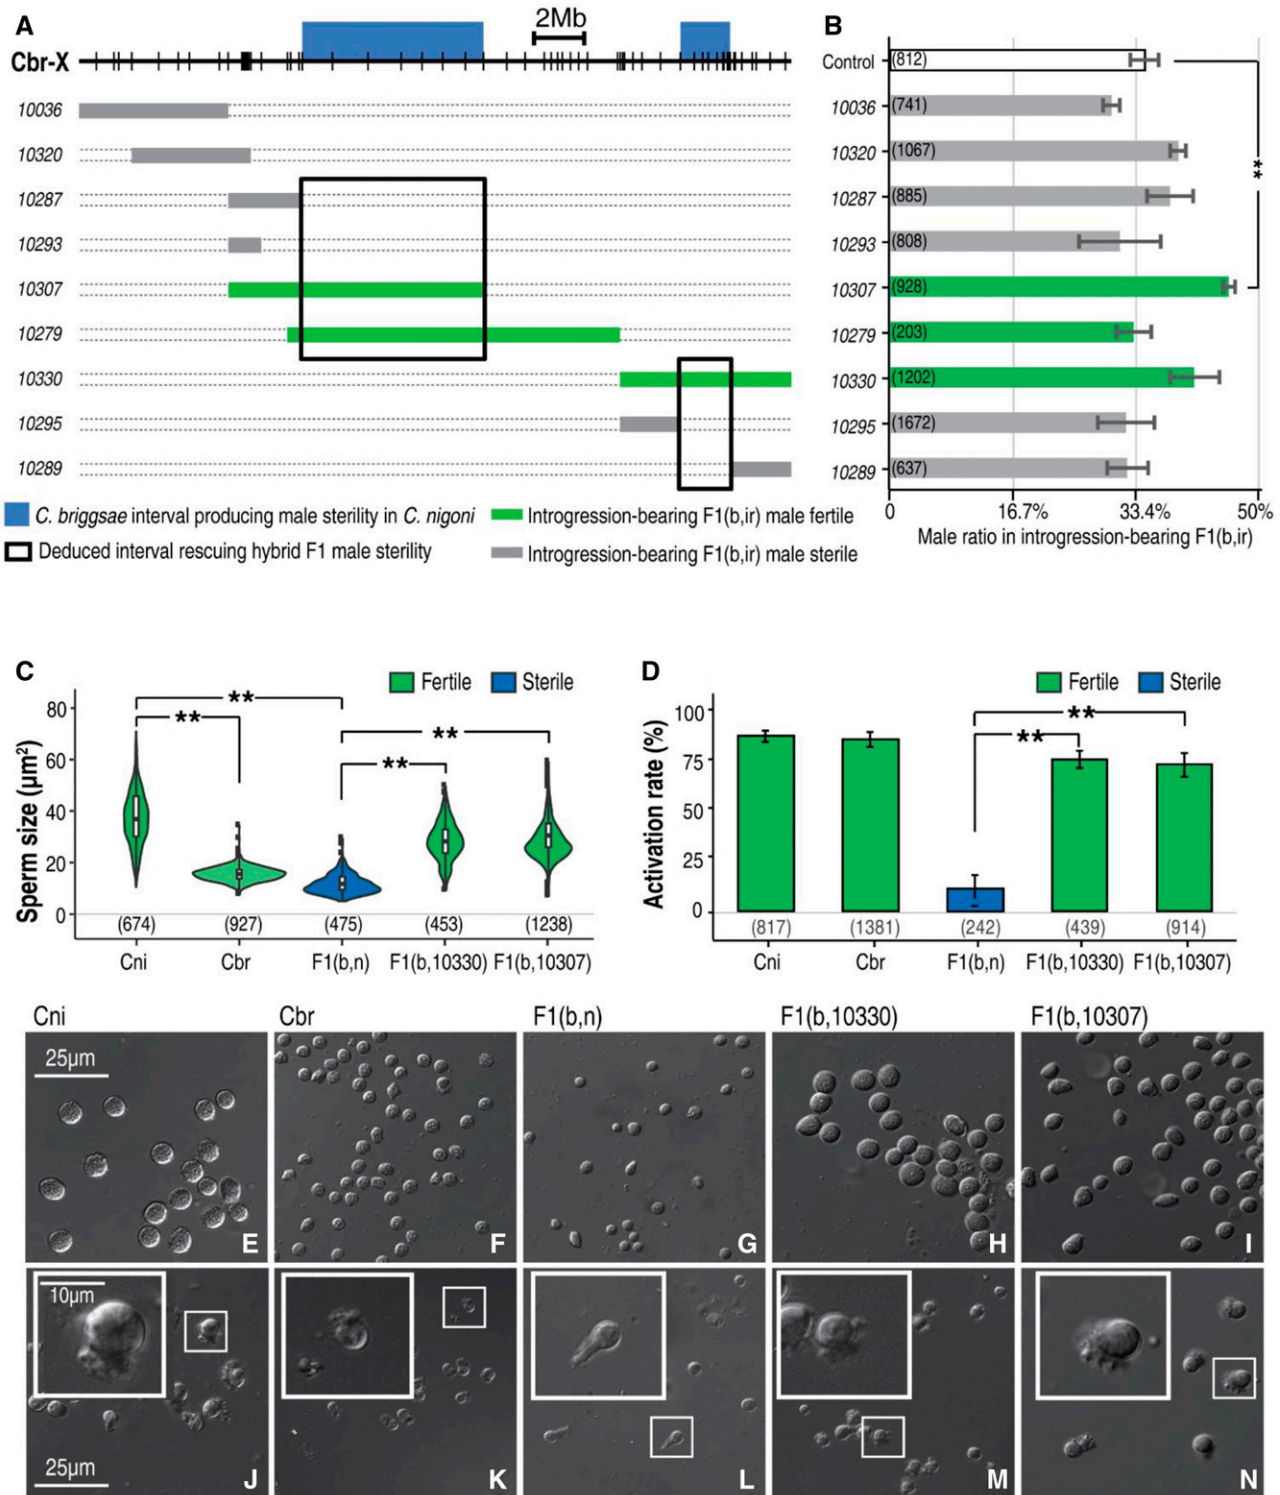 A
2Mb
Cbr-X
10036
10320
10287
10293
10307
10279
10330
10295
10289
C. briggsae interval producing male sterility in C. nigoni
Introgression-bearing F1(b,ir) male fertile
Deduced interval rescuing hybrid F1 male sterility
Introgression-bearing F1(b,ir) male sterile
B
Control (812)
10036 (741)
10320 (1067)
10287 (885)
10293 (808)
10307 (928)
10279 (203)
10330 (1202)
10295 (1672)
10289 (637)
**
0 16.7% 33.4% 50%
Male ratio in introgression-bearing F1(b,ir)
C
Fertile Sterile
Sperm size (µm²)
80
60
40
20
0
**
**
**
**
(674) (927) (475) (453) (1238)
Cni Cbr F1(b,n) F1(b,10330) F1(b,10307)
D
Fertile Sterile
Activation rate (%)
100
75
50
25
0
**
**
(817) (1381) (242) (439) (914)
Cni Cbr F1(b,n) F1(b,10330) F1(b,10307)
Cni Cbr F1(b,n) F1(b,10330) F1(b,10307)
25µm
E F G H I
10µm
25µm
J K L M N